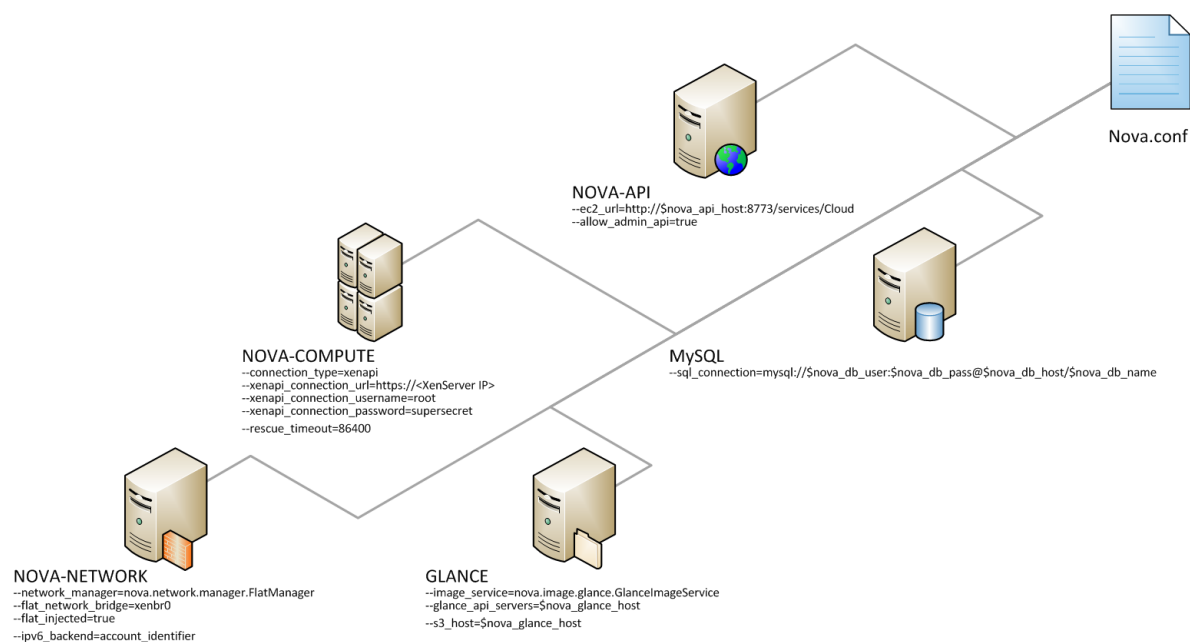 Nova.conf
NOVA-API
--ec2_url=http://$nova_api_host:8773/services/Cloud
--allow_admin_api=true
NOVA-COMPUTE
--connection_type=xenapi
--xenapi_connection_url=https://<XenServer IP>
--xenapi_connection_username=root
--xenapi_connection_password=supersecret
--rescue_timeout=86400
MySQL
--sql_connection=mysql://$nova_db_user:$nova_db_pass@$nova_db_host/$nova_db_name
NOVA-NETWORK
--network_manager=nova.network.manager.FlatManager
--flat_network_bridge=xenbr0
--flat_injected=true
--ipv6_backend=account_identifier
GLANCE
--image_service=nova.image.glance.GlanceImageService
--glance_api_servers=$nova_glance_host
--s3_host=$nova_glance_host